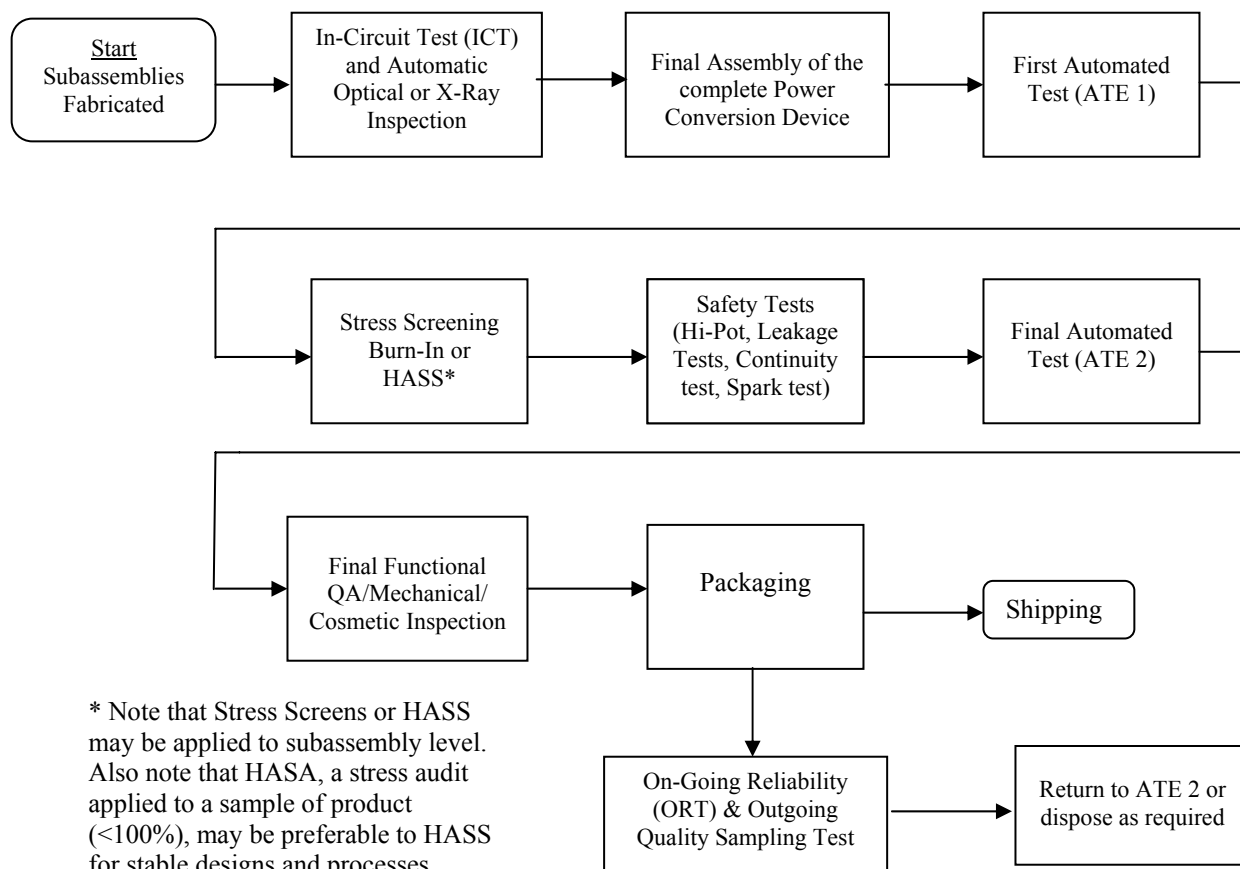 Start
Subassemblies
Fabricated
In-Circuit Test (ICT)
and Automatic
Optical or X-Ray
Inspection
Final Assembly of the
complete Power
Conversion Device
First Automated
Test (ATE 1)
Stress Screening
Burn-In or
HASS*
Safety Tests
(Hi-Pot, Leakage
Tests, Continuity
test, Spark test)
Final Automated
Test (ATE 2)
Final Functional
QA/Mechanical/
Cosmetic Inspection
Packaging
Shipping
* Note that Stress Screens or HASS
may be applied to subassembly level.
Also note that HASA, a stress audit
applied to a sample of product
(<100%), may be preferable to HASS
for stable designs and processes
On-Going Reliability
(ORT) & Outgoing
Quality Sampling Test
Return to ATE 2 or
dispose as required